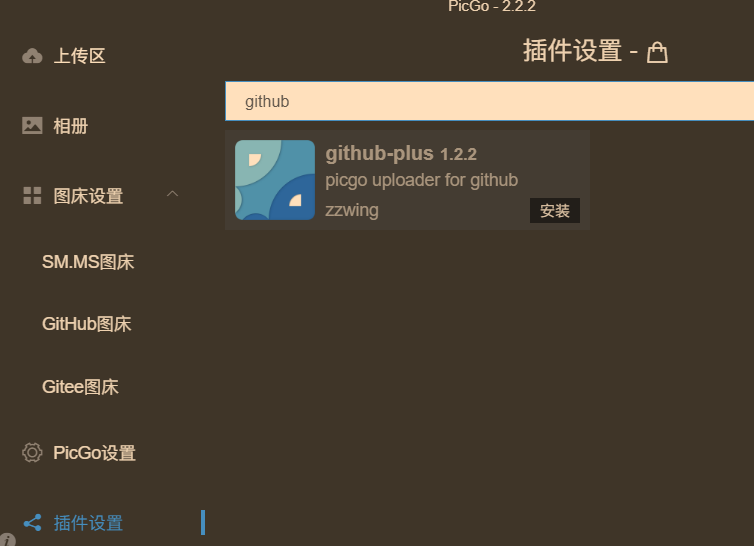 PicGo - 2.2.2
上传区
相册
图床设置
SM.MS图床
GitHub图床
Gitee图床
PicGo设置
插件设置
插件设置 -
github
github-plus 1.2.2
picgo uploader for github
zzwing
安装